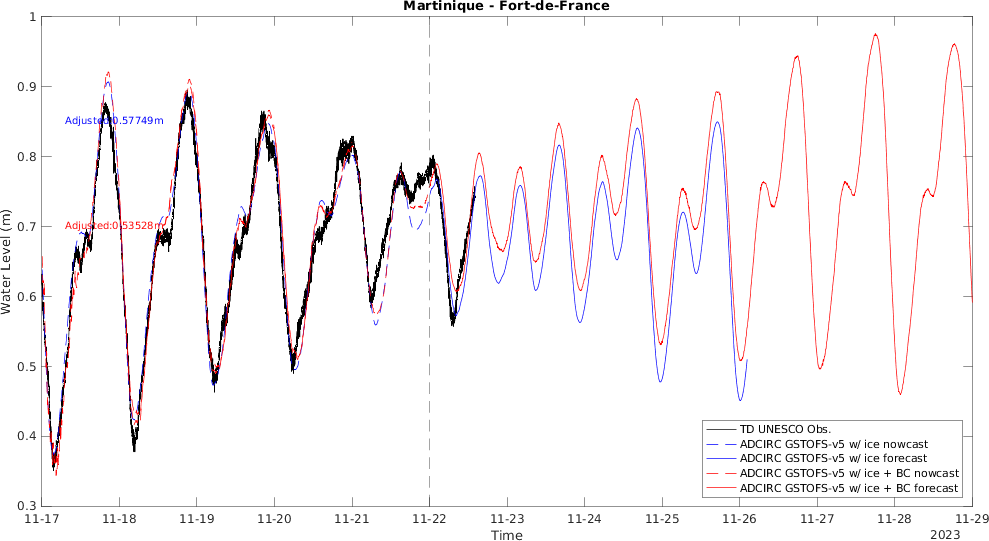 Martinique - Fort-de-France
1
0.9
0.8
0.7
0.6
0.5
0.4
0.3
Water Level (m)
Adjusted:0.57749m
Adjusted:0.53528m
TD UNESCO Obs.
ADCIRC GSTOFS-v5 w/ ice nowcast
ADCIRC GSTOFS-v5 w/ ice forecast
ADCIRC GSTOFS-v5 w/ ice + BC nowcast
ADCIRC GSTOFS-v5 w/ ice + BC forecast
11-17 11-18 11-19 11-20 11-21 11-22 11-23 11-24 11-25 11-26 11-27 11-28 11-29
Time
2023